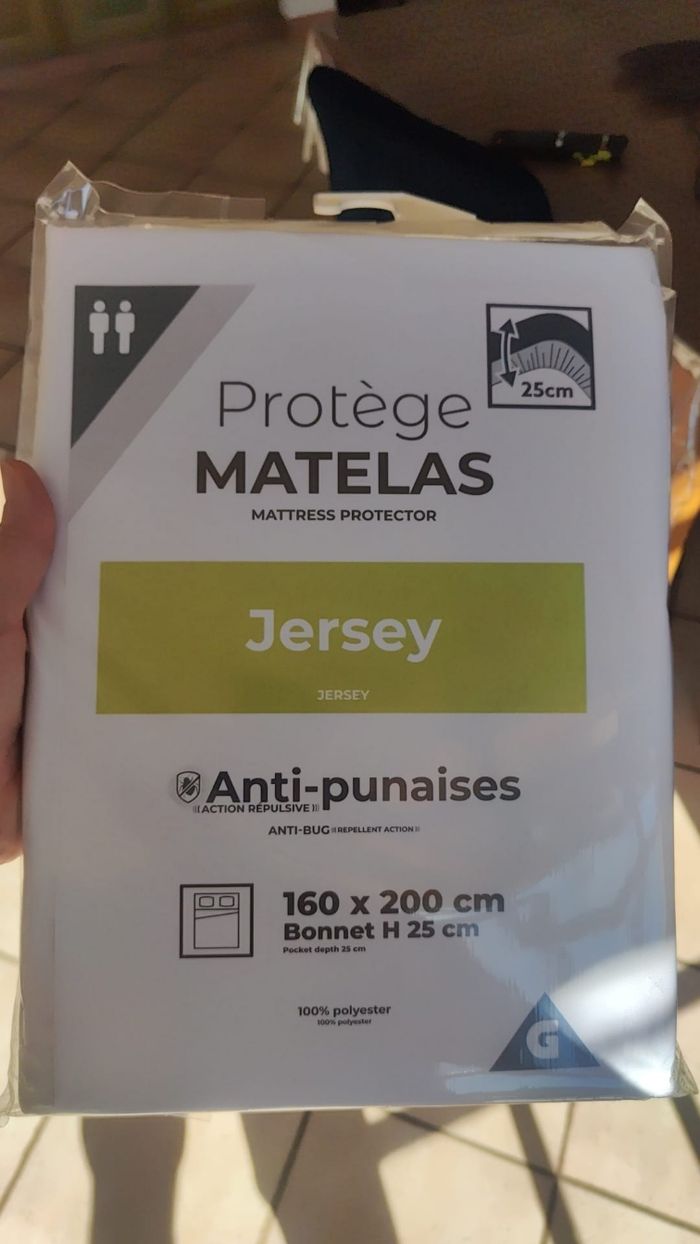 25cm
Protège
MATELAS
MATTRESS PROTECTOR
Jersey
JERSEY
Anti-punaises
((( ACTION RÉPULSIVE )))
ANTI-BUG ((( REPELLENT ACTION )))
160 x 200 cm
Bonnet H 25 cm
Pocket depth 25 cm
100% polyester
100% polyester
G